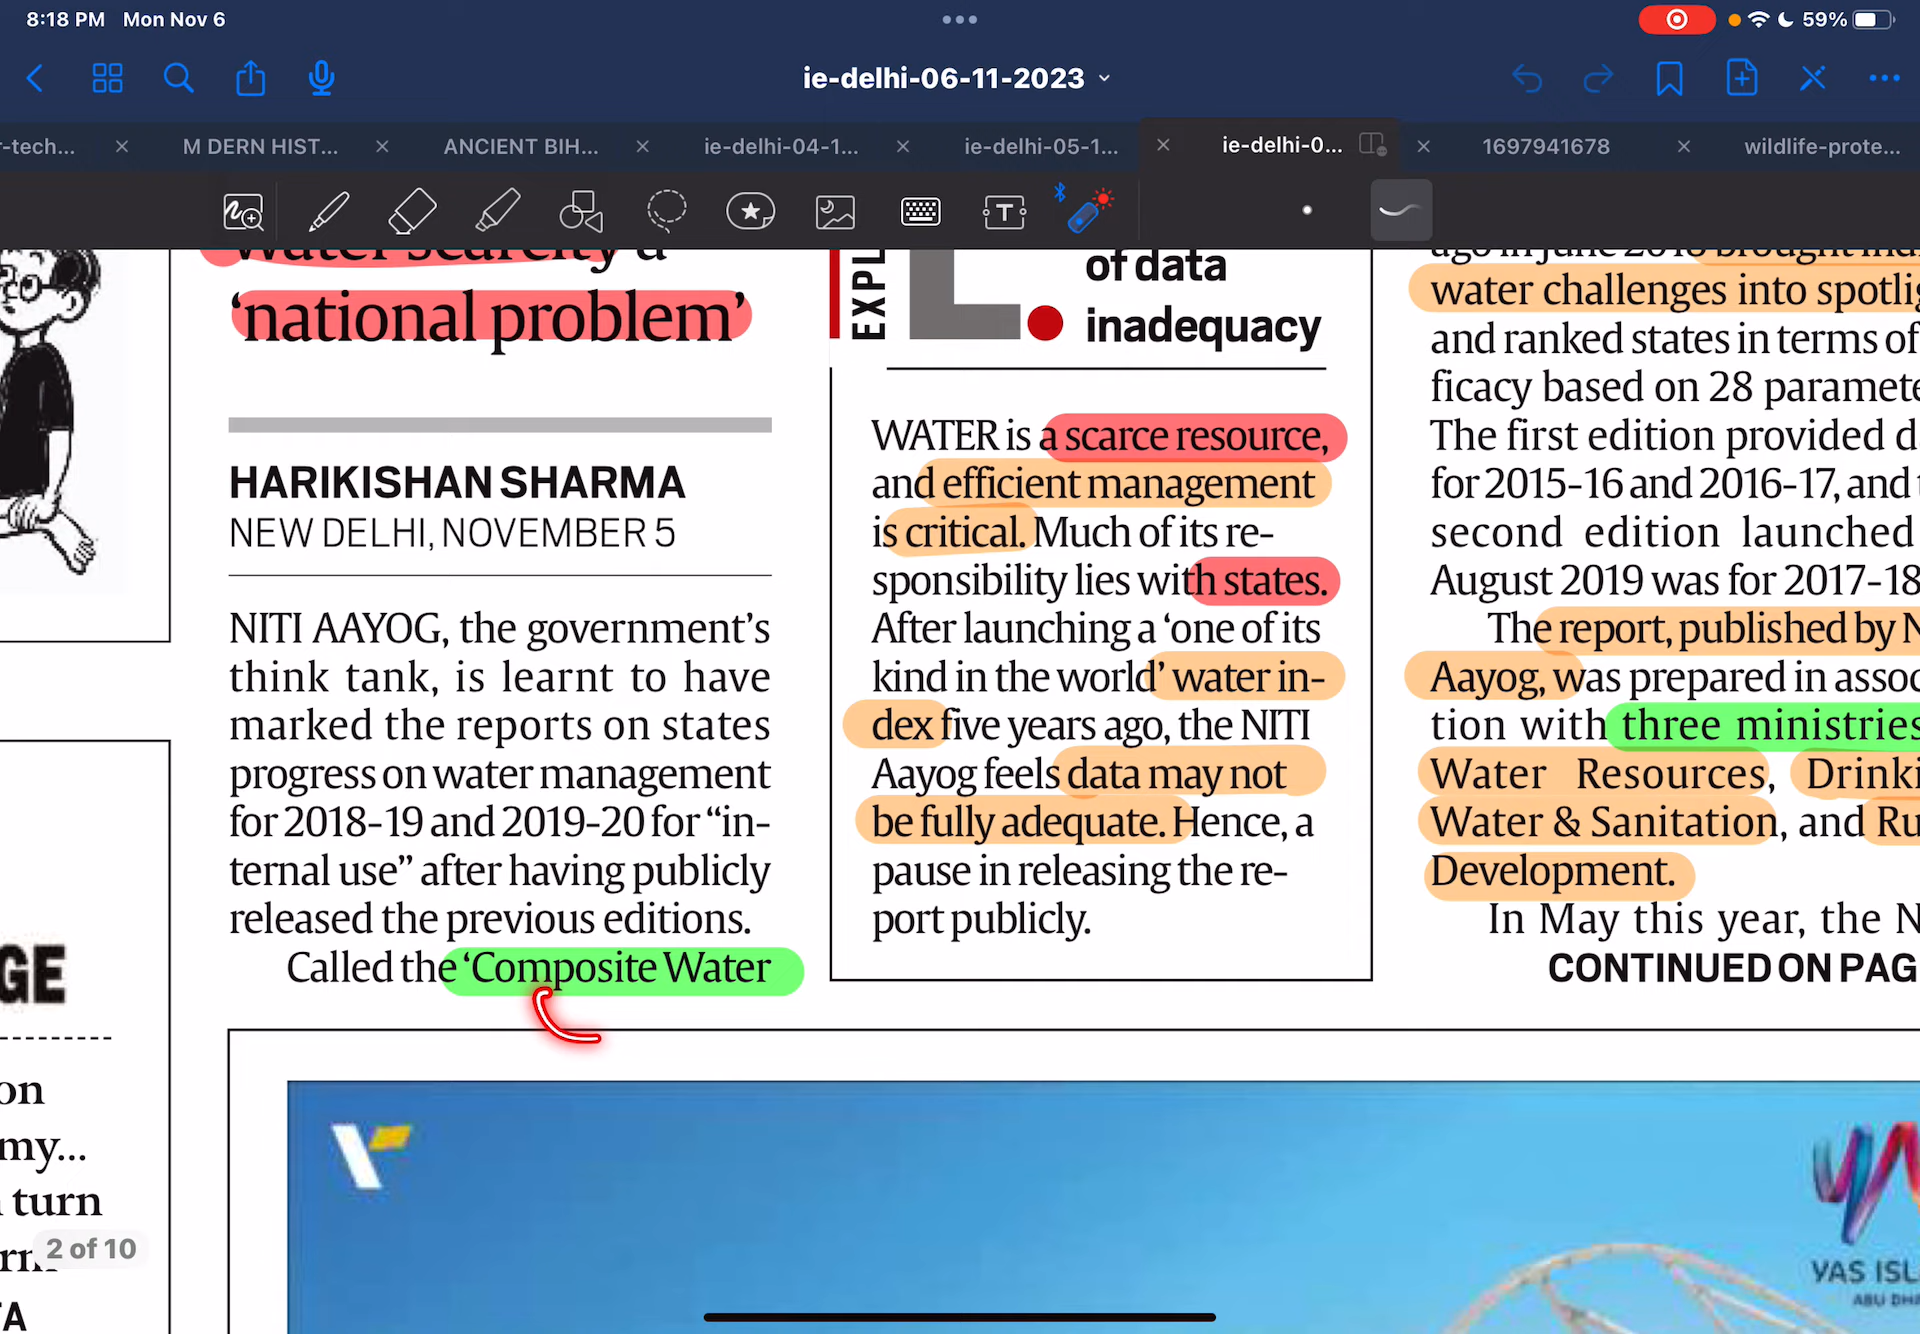 8:18 PM Mon Nov 6
59%
ie-delhi-06-11-2023
-tech...
M DERN HIST...
ANCIENT BIH...
ie-delhi-04-1...
ie-delhi-05-1...
ie-delhi-0...
1697941678
wildlife-prote...
water scarcity a
'national problem'
HARIKISHAN SHARMA
NEW DELHI, NOVEMBER 5
NITI AAYOG, the government's
think tank, is learnt to have
marked the reports on states
progress on water management
for 2018-19 and 2019-20 for "in-
ternal use" after having publicly
released the previous editions.
Called the 'Composite Water
EXPL
of data
inadequacy
WATER is a scarce resource,
and efficient management
is critical. Much of its re-
sponsibility lies with states.
After launching a 'one of its
kind in the world' water in-
dex five years ago, the NITI
Aayog feels data may not
be fully adequate. Hence, a
pause in releasing the re-
port publicly.
ago in June 2018 brought
water challenges into
and ranked states in terms of
ficacy based on 28
The first edition provided
for 2015-16 and 2016-17, and
second edition launched
August 2019 was for 2017-18
The report, published by N
Aayog, was prepared in
tion with three ministries
Water Resources,
Water & Sanitation, and
Development.
In May this year, the N
CONTINUED ON PAG
GE
on
my...
turn
2 of 10
TA
YAS ISL
ABU DHA